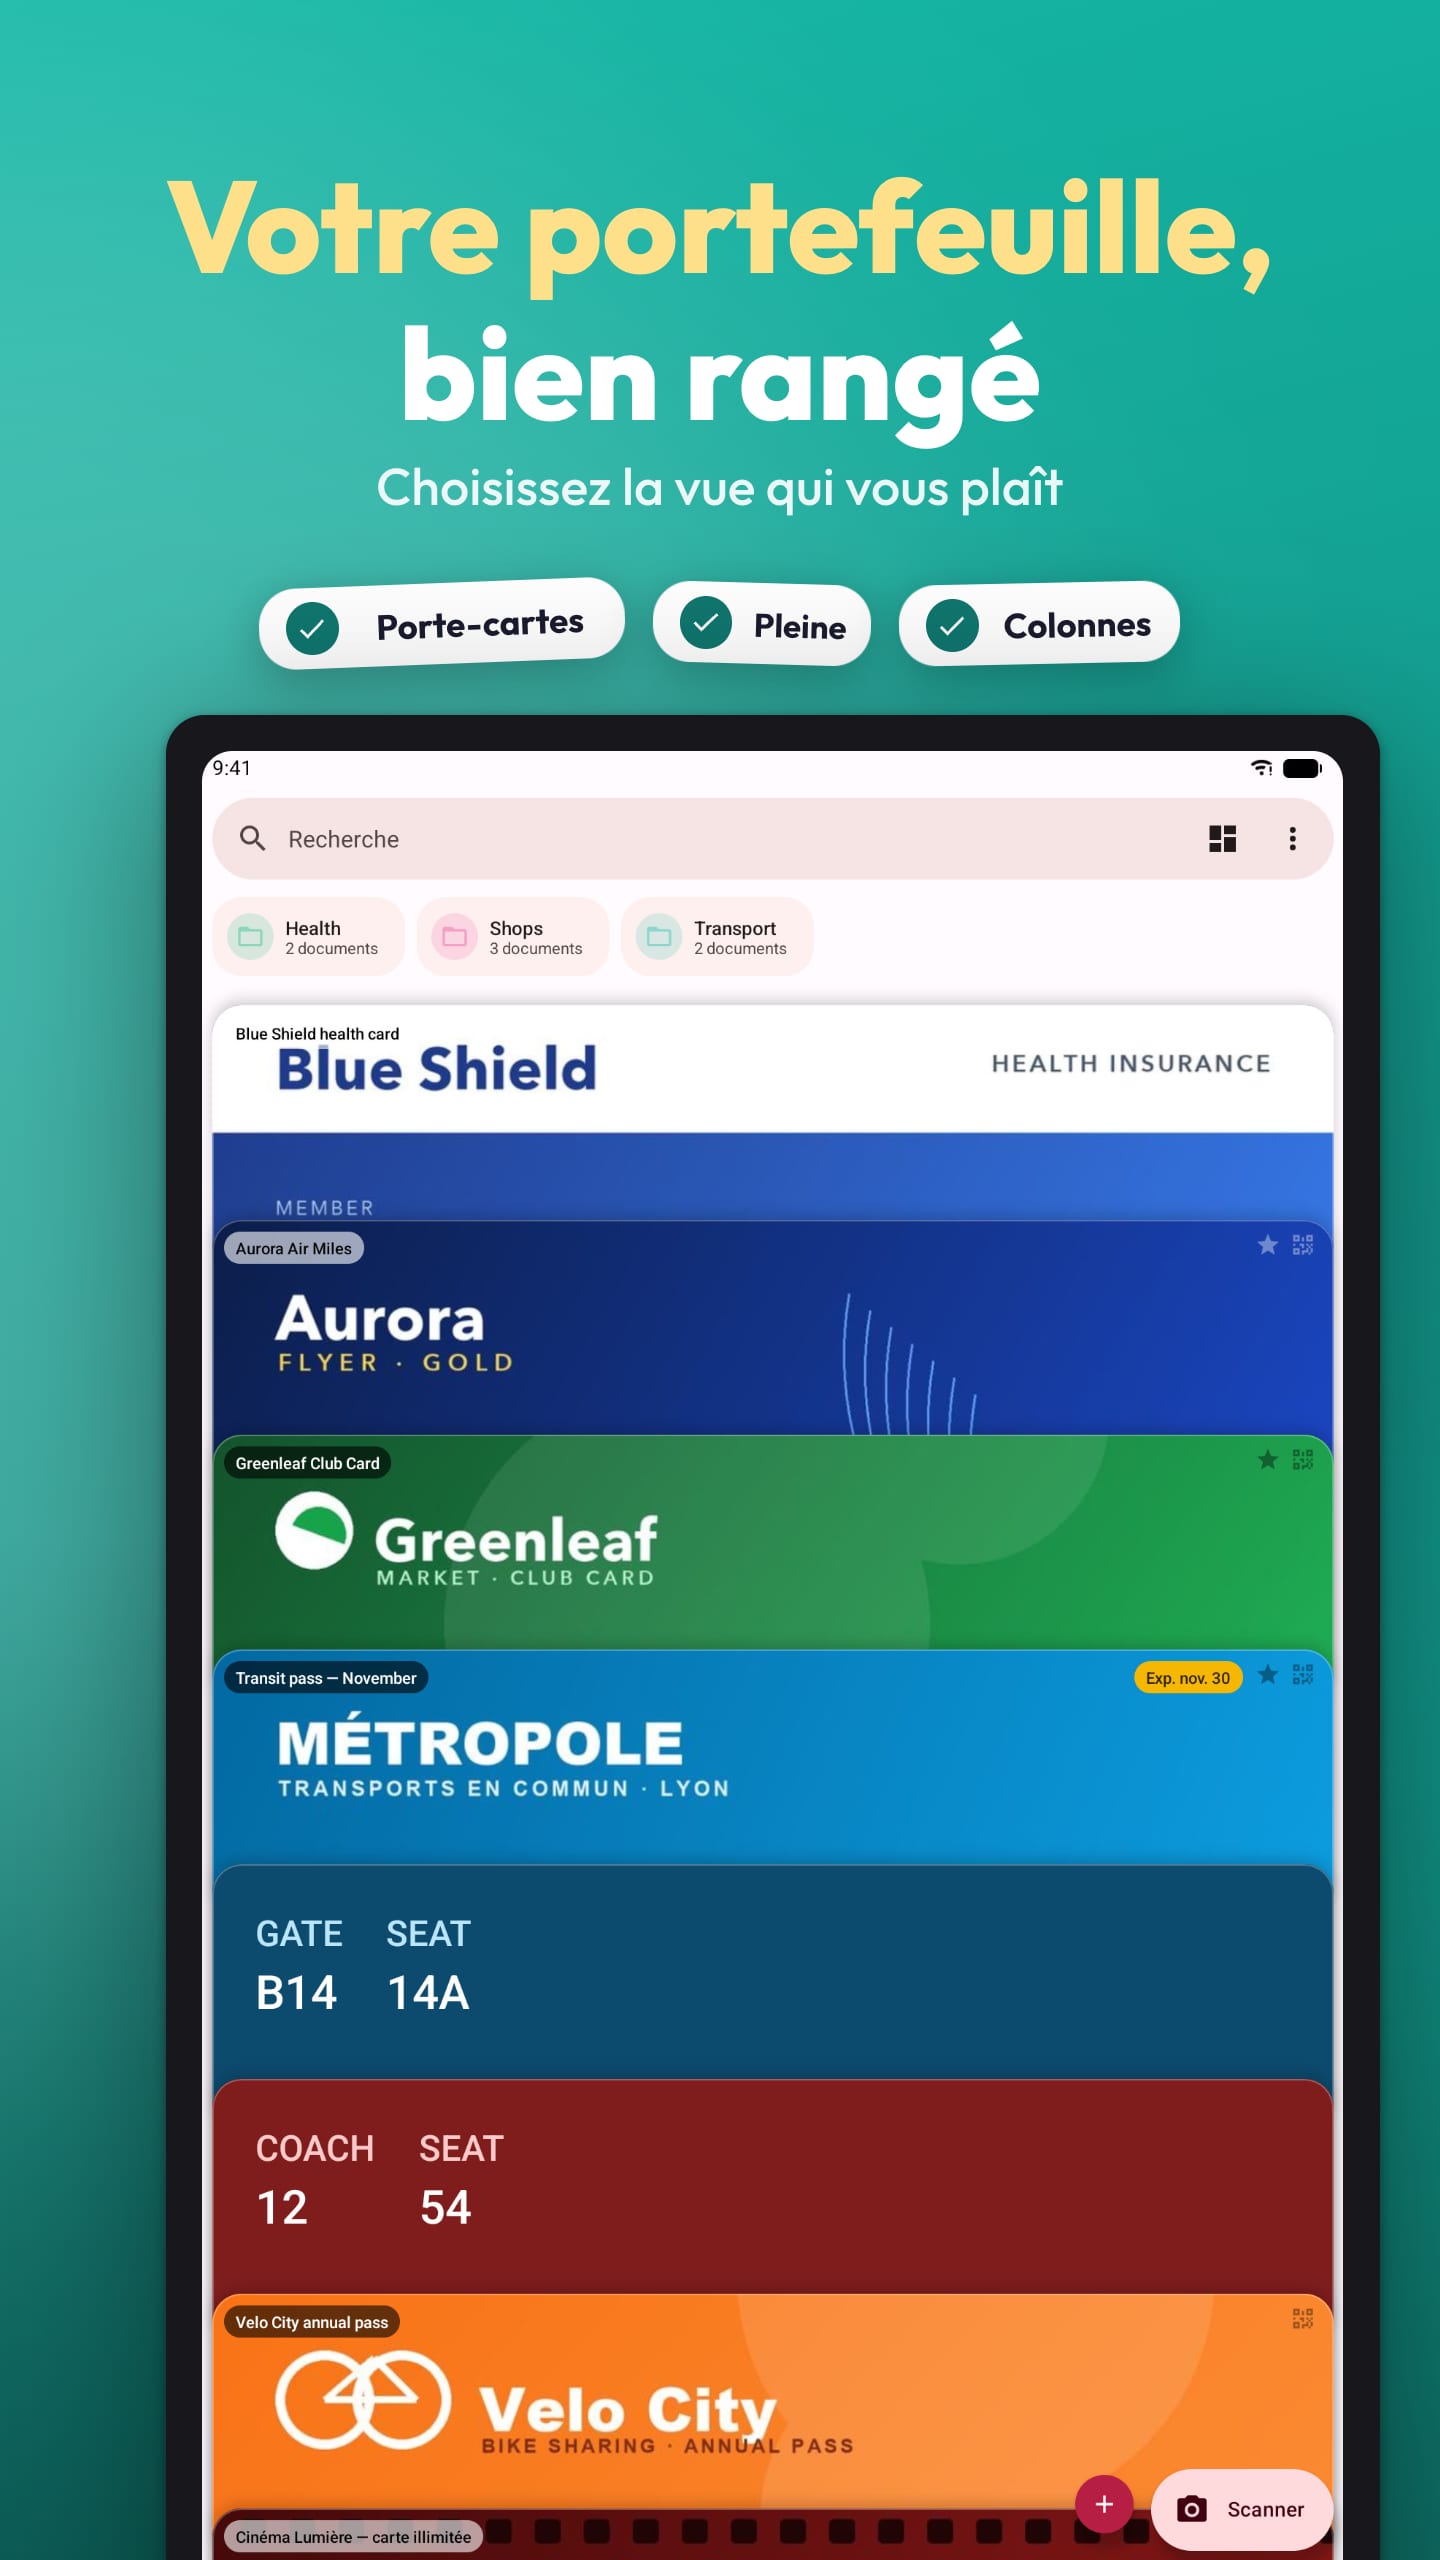 Votre portefeuille,
bien rangé
Choisissez la vue qui vous plaît
Porte-cartes
Pleine
Colonnes
9:41
Recherche
Health
2 documents
Shops
3 documents
Transport
2 documents
Blue Shield health card
Blue Shield
HEALTH INSURANCE
MEMBER
Aurora Air Miles
Aurora
FLYER · GOLD
Greenleaf Club Card
Greenleaf
MARKET · CLUB CARD
Transit pass — November
Exp. nov. 30
MÉTROPOLE
TRANSPORTS EN COMMUN · LYON
GATE SEAT
B14 14A
COACH SEAT
12 54
Velo City annual pass
Velo City
BIKE SHARING · ANNUAL PASS
Scanner
Cinéma Lumière — carte illimitée